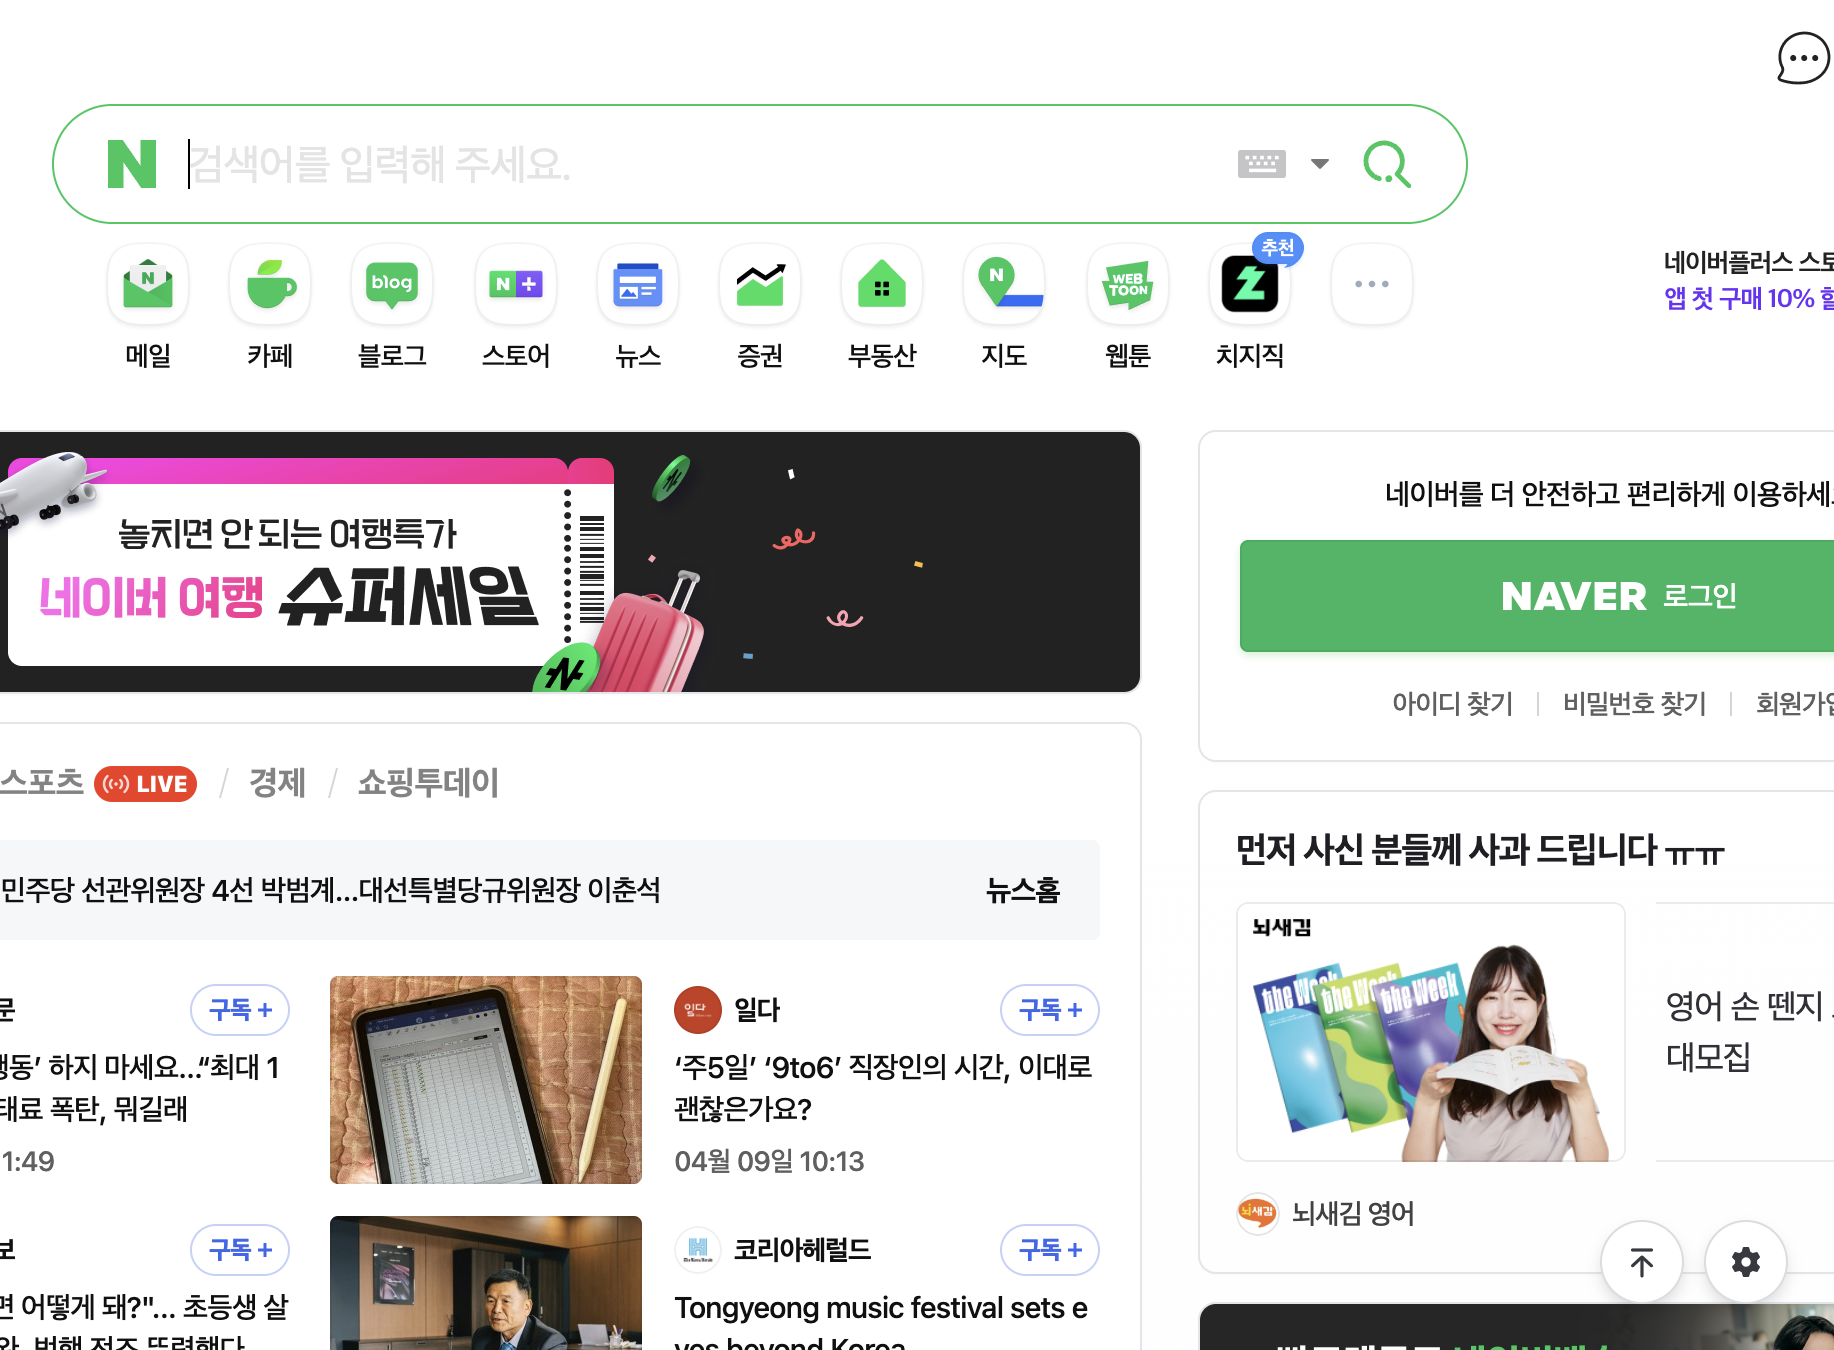 N 검색어를 입력해 주세요.
추천
N
blog
N+
N
WEB
TOON
메일
카페
블로그
스토어
뉴스
증권
부동산
지도
웹툰
치지직
네이버플러스 스토
앱 첫 구매 10% 할
놓치면 안 되는 여행특가
네이버 여행 슈퍼세일
네이버를 더 안전하고 편리하게 이용하세
NAVER 로그인
아이디 찾기
비밀번호 찾기
회원가입
스포츠 LIVE / 경제 / 쇼핑투데이
민주당 선관위원장 4선 박범계...대선특별당규위원장 이춘석
뉴스홈
문
구독 +
행동’ 하지 마세요...“최대 1
태료 폭탄, 뭐길래
1:49
일다
일다
구독 +
‘주5일’ ‘9to6’ 직장인의 시간, 이대로
괜찮은가요?
04월 09일 10:13
보
구독 +
면 어떻게 돼?"... 초등생 살
코리아헤럴드
구독 +
Tongyeong music festival sets e
yes beyond Korea
먼저 사신 분들께 사과 드립니다 ㅠㅠ
뇌새김
the Week
the Week
the Week
영어 손 뗀지
대모집
뇌새김
뇌새김 영어